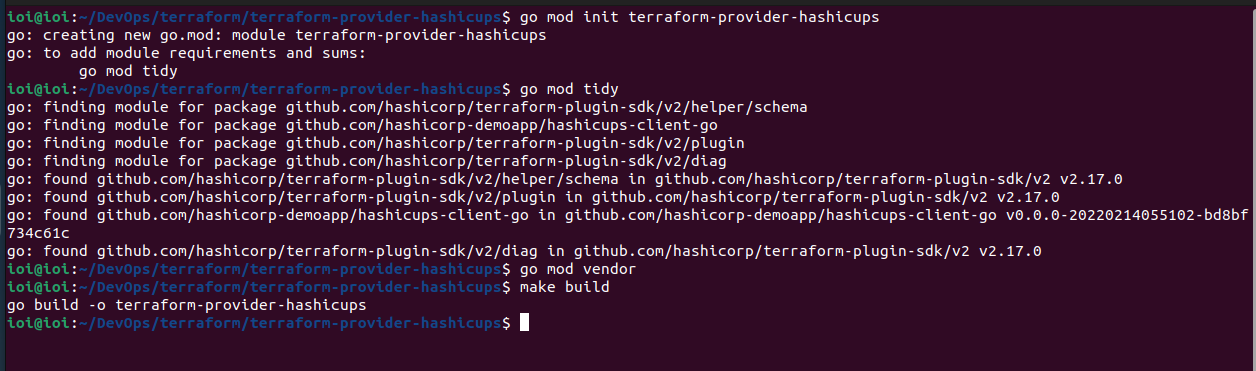 ioi@ioi:~/DevOps/terraform/terraform-provider-hashicups$ go mod init terraform-provider-hashicups
go: creating new go.mod: module terraform-provider-hashicups
go: to add module requirements and sums:
        go mod tidy
ioi@ioi:~/DevOps/terraform/terraform-provider-hashicups$ go mod tidy
go: finding module for package github.com/hashicorp/terraform-plugin-sdk/v2/helper/schema
go: finding module for package github.com/hashicorp-demoapp/hashicups-client-go
go: finding module for package github.com/hashicorp/terraform-plugin-sdk/v2/plugin
go: finding module for package github.com/hashicorp/terraform-plugin-sdk/v2/diag
go: found github.com/hashicorp/terraform-plugin-sdk/v2/helper/schema in github.com/hashicorp/terraform-plugin-sdk/v2 v2.17.0
go: found github.com/hashicorp/terraform-plugin-sdk/v2/plugin in github.com/hashicorp/terraform-plugin-sdk/v2 v2.17.0
go: found github.com/hashicorp-demoapp/hashicups-client-go in github.com/hashicorp-demoapp/hashicups-client-go v0.0.0-20220214055102-bd8bf
734c61c
go: found github.com/hashicorp/terraform-plugin-sdk/v2/diag in github.com/hashicorp/terraform-plugin-sdk/v2 v2.17.0
ioi@ioi:~/DevOps/terraform/terraform-provider-hashicups$ go mod vendor
ioi@ioi:~/DevOps/terraform/terraform-provider-hashicups$ make build
go build -o terraform-provider-hashicups
ioi@ioi:~/DevOps/terraform/terraform-provider-hashicups$